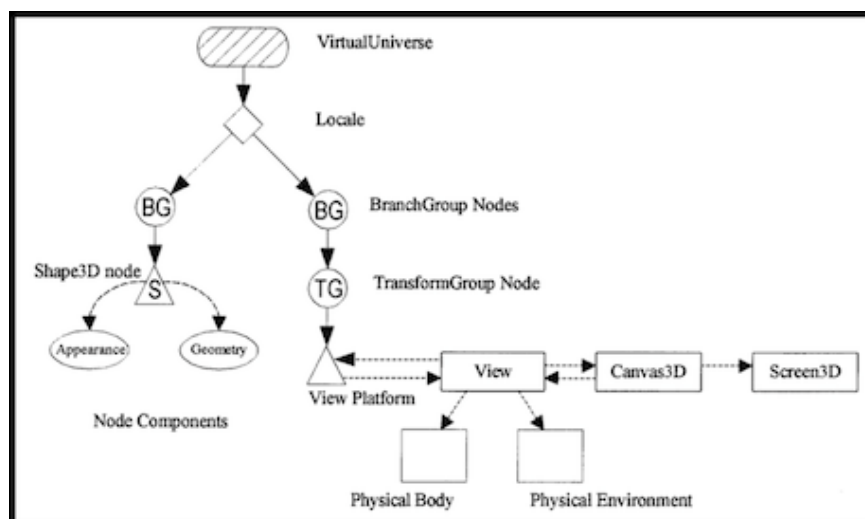 VirtualUniverse
Locale
BG
BG
BranchGroup Nodes
Shape3D node
S
TG
TransformGroup Node
Appearance
Geometry
View
Canvas3D
Screen3D
View Platform
Node Components
Physical Body
Physical Environment